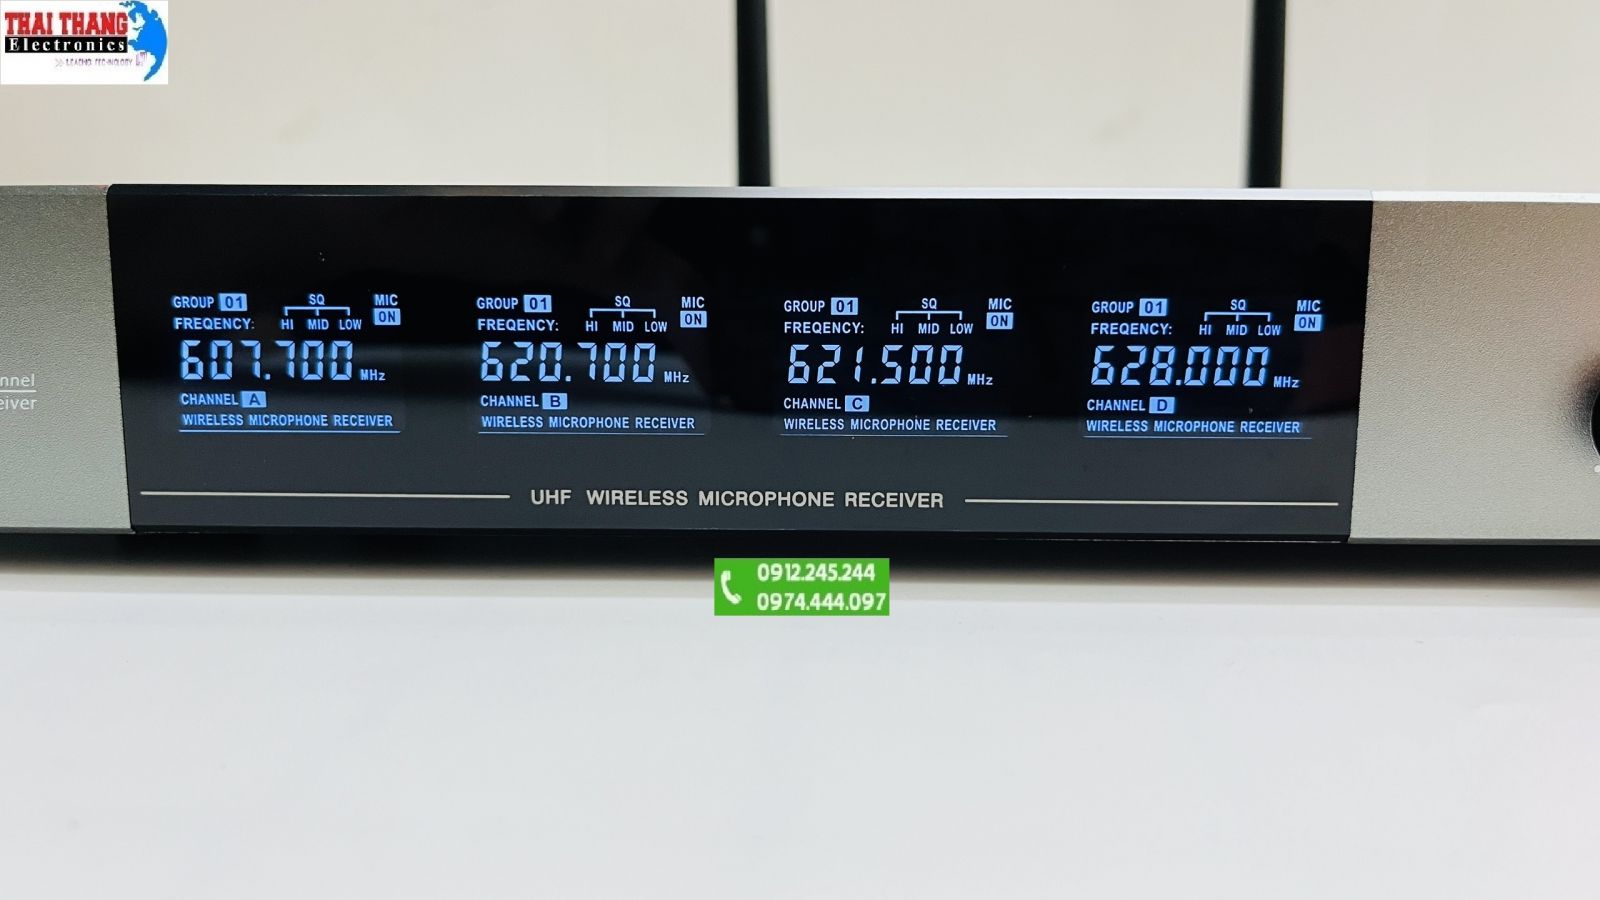 THAI THANG
Electronics
LEADING TECHNOLOGY
nnel
eiver
GROUP 01 SQ MIC
HI MID LOW ON
FREQENCY:
607.700 MHz
CHANNEL A
WIRELESS MICROPHONE RECEIVER
GROUP 01 SQ MIC
HI MID LOW ON
FREQENCY:
620.700 MHz
CHANNEL B
WIRELESS MICROPHONE RECEIVER
GROUP 01 SQ MIC
HI MID LOW ON
FREQENCY:
621.500 MHz
CHANNEL C
WIRELESS MICROPHONE RECEIVER
GROUP 01 SQ MIC
HI MID LOW ON
FREQENCY:
628.000 MHz
CHANNEL D
WIRELESS MICROPHONE RECEIVER
UHF WIRELESS MICROPHONE RECEIVER
0912.245.244
0974.444.097